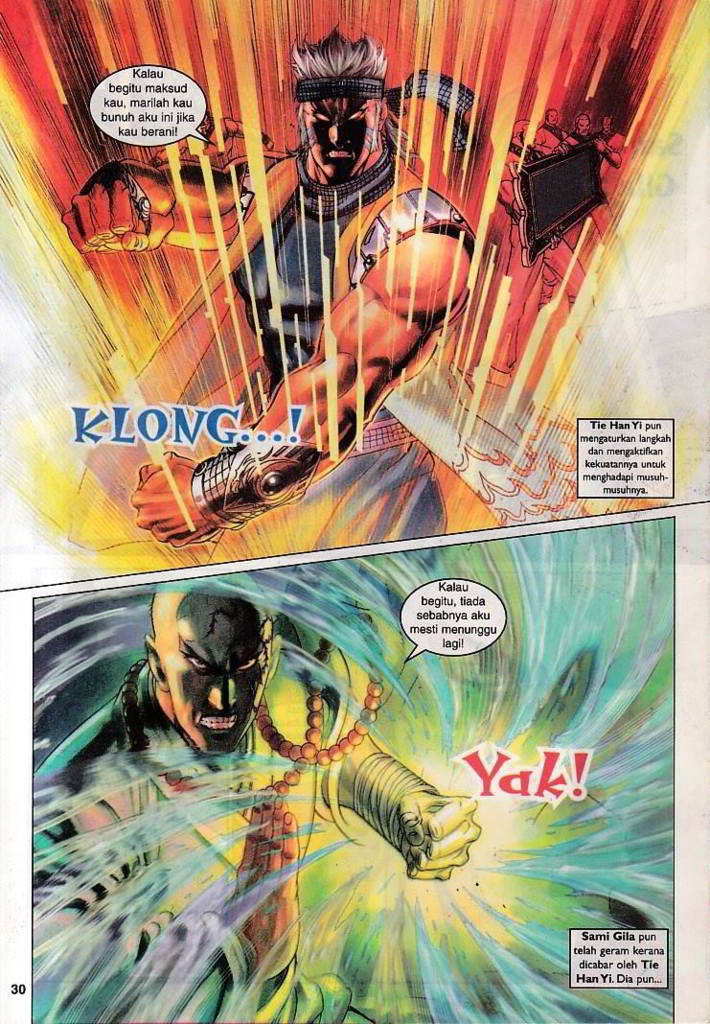 Kalau
begitu maksud
kau, marilah kau
bunuh aku ini jika
kau berani!
KLONG...!
Tie Han Yi pun
mengaturkan langkah
dan mengaktifkan
kekuatannya untuk
menghadapi musuh-
musuhnya.
Kalau
begitu, tiada
sebabnya aku
mesti menunggu
lagi!
Yak!
Sami Gila pun
telah geram kerana
dicabar oleh Tie
Han Yi. Dia pun...
30